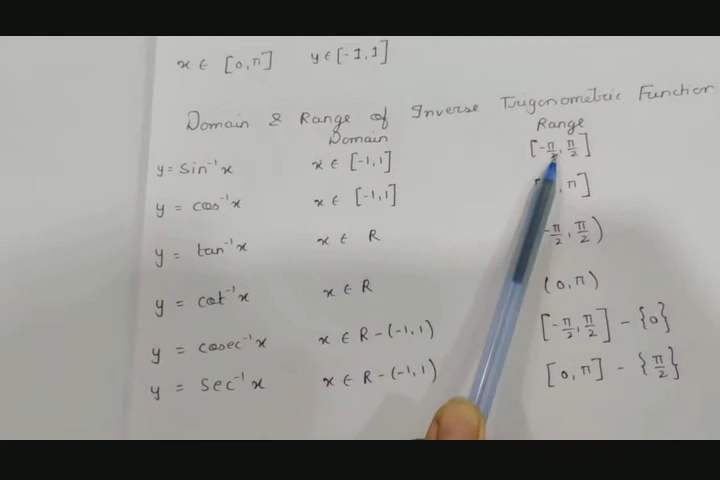 x ∈ [0,π] y ∈ [-1,1]
Domain & Range of Inverse Trigonometric Function
Domain Range
y = sin⁻¹x x ∈ [-1,1] [-π/2, π/2]
y = cos⁻¹x x ∈ [-1,1] , π]
y = tan⁻¹x x ∈ R -π/2, π/2)
y = cot⁻¹x x ∈ R (0,π)
y = cosec⁻¹x x ∈ R-(-1,1) [-π/2, π/2] - {0}
y = sec⁻¹x x ∈ R-(-1,1) [0,π] - {π/2}